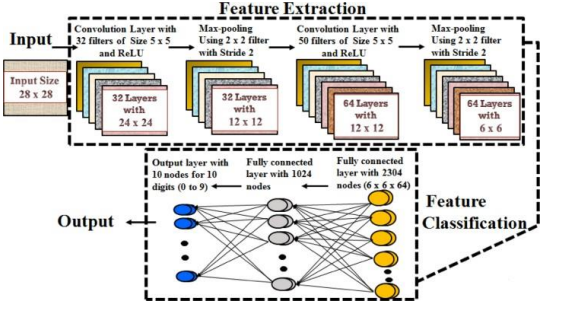 Feature Extraction
Input
Input Size
28 x 28
Convolution Layer with
32 filters of Size 5 x 5
and ReLU
32 Layers
with
24 x 24
Max-pooling
Using 2 x 2 filter
with Stride 2
32 Layers
with
12 x 12
Convolution Layer with
50 filters of Size 5 x 5
and ReLU
64 Layers
with
12 x 12
Max-pooling
Using 2 x 2 filter
with Stride 2
64 Layers
with
6 x 6
Output layer with
10 nodes for 10
digits (0 to 9)
Fully connected
layer with 1024
nodes
Fully connected
layer with 2304
nodes (6 x 6 x 64)
Output
Feature
Classification